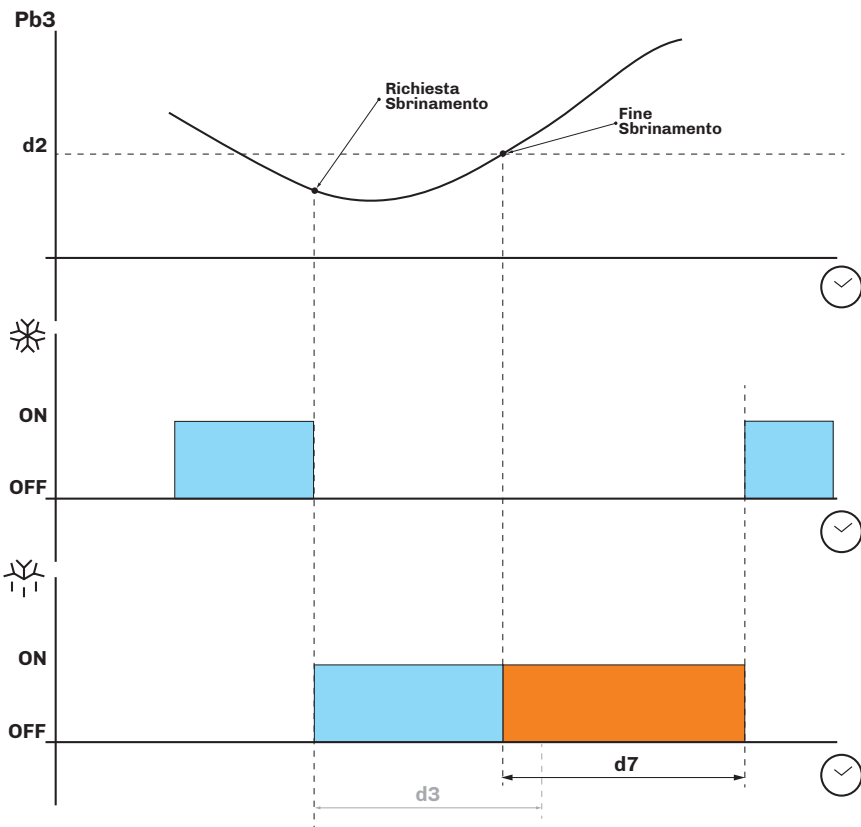 Pb3
Richiesta
Sbrinamento
Fine
Sbrinamento
d2
ON
OFF
ON
OFF
d7
d3